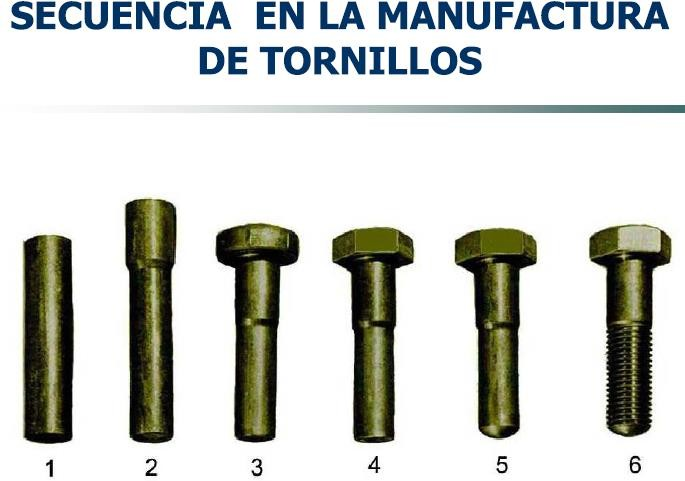 SECUENCIA EN LA MANUFACTURA
DE TORNILLOS
1 2 3 4 5 6